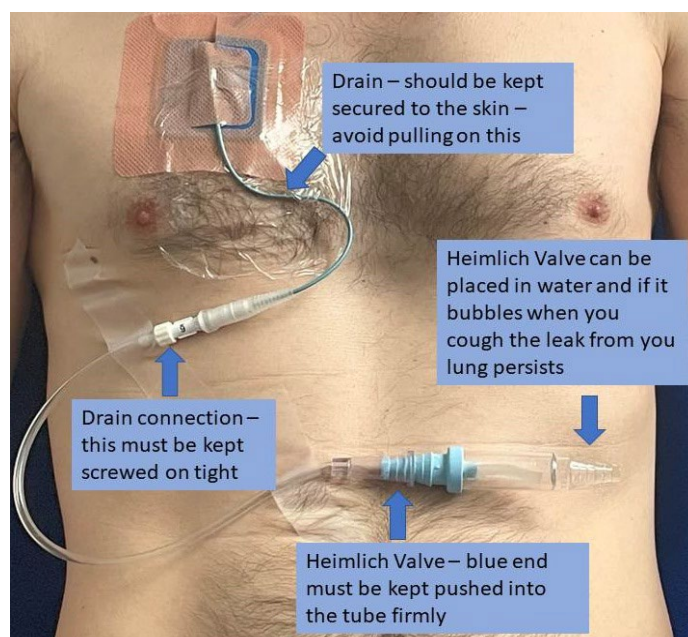 Drain – should be kept
secured to the skin –
avoid pulling on this
Heimlich Valve can be
placed in water and if it
bubbles when you
cough the leak from you
lung persists
Drain connection –
this must be kept
screwed on tight
Heimlich Valve – blue end
must be kept pushed into
the tube firmly